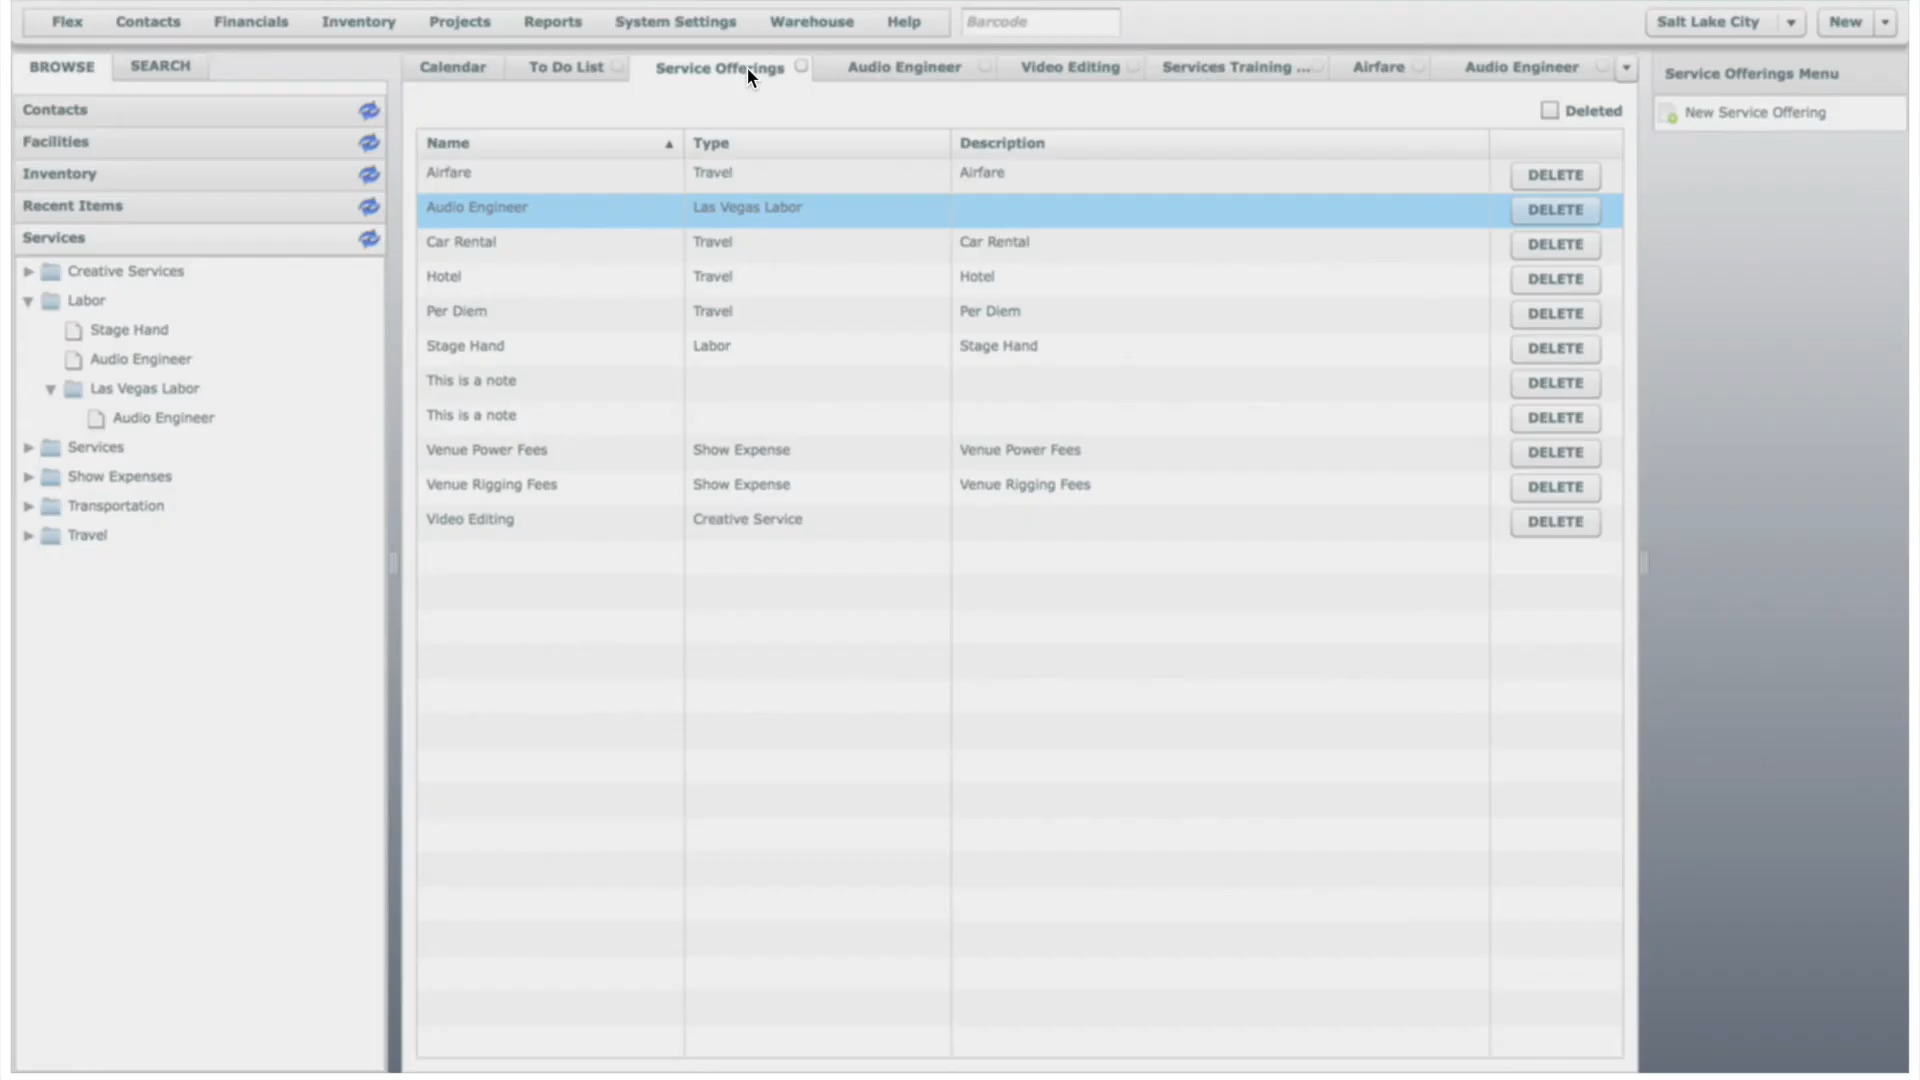 Flex Contacts Financials Inventory Projects Reports System Settings Warehouse Help Barcode Salt Lake City New
BROWSE SEARCH Calendar To Do List Service Offerings Audio Engineer Video Editing Services Training ... Airfare Audio Engineer Service Offerings Menu
Contacts
Facilities
Inventory
Recent Items
Services
Creative Services
Labor
Stage Hand
Audio Engineer
Las Vegas Labor
Audio Engineer
Services
Show Expenses
Transportation
Travel
Deleted
Name Type Description
Airfare Travel Airfare DELETE
Audio Engineer Las Vegas Labor DELETE
Car Rental Travel Car Rental DELETE
Hotel Travel Hotel DELETE
Per Diem Travel Per Diem DELETE
Stage Hand Labor Stage Hand DELETE
This is a note DELETE
This is a note DELETE
Venue Power Fees Show Expense Venue Power Fees DELETE
Venue Rigging Fees Show Expense Venue Rigging Fees DELETE
Video Editing Creative Service DELETE
New Service Offering